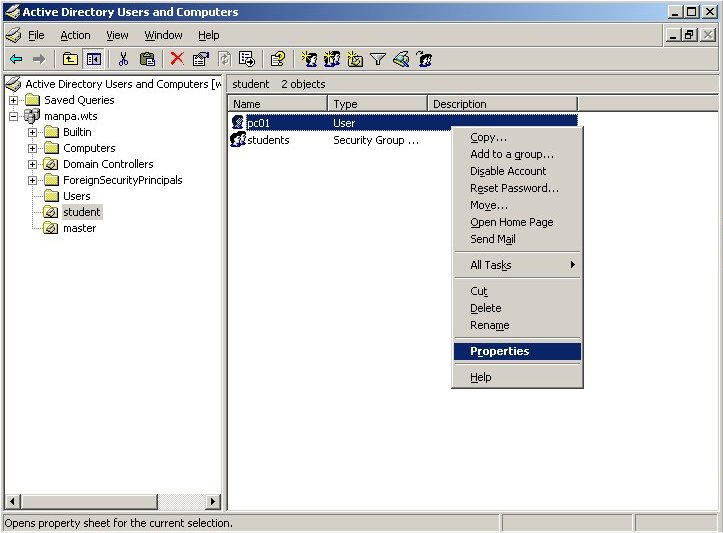 Active Directory Users and Computers
File Action View Window Help
Active Directory Users and Computers [w
Saved Queries
manpa.wts
Builtin
Computers
Domain Controllers
ForeignSecurityPrincipals
Users
student
master
student 2 objects
Name Type Description
pc01 User
students Security Group ...
Copy...
Add to a group...
Disable Account
Reset Password...
Move...
Open Home Page
Send Mail
All Tasks
Cut
Delete
Rename
Properties
Help
Opens property sheet for the current selection.